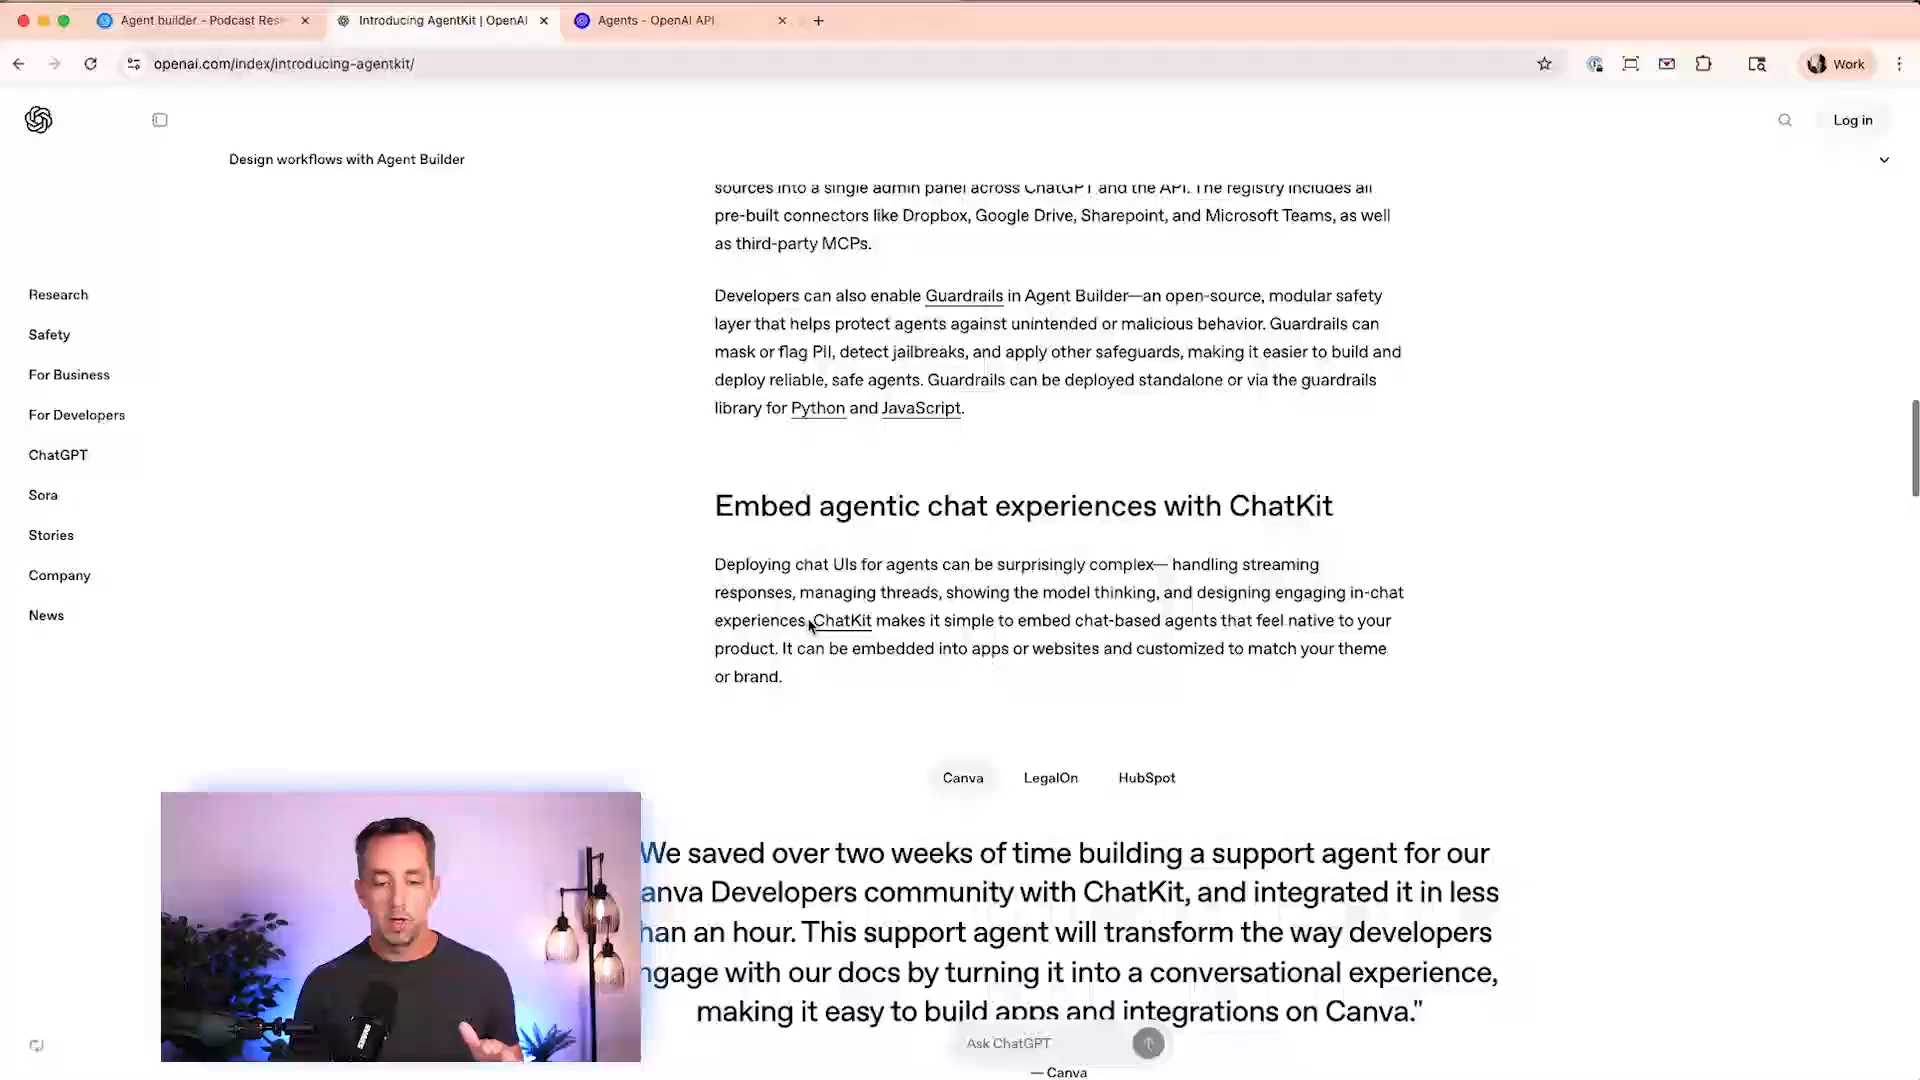 Agent builder - Podcast Res
Introducing AgentKit | OpenAI
Agents - OpenAI API
openai.com/index/introducing-agentkit/
Work
Log in
Design workflows with Agent Builder
sources into a single admin panel across ChatGPT and the API. The registry includes all
pre-built connectors like Dropbox, Google Drive, Sharepoint, and Microsoft Teams, as well
as third-party MCPs.
Research
Safety
For Business
For Developers
ChatGPT
Sora
Stories
Company
News
Developers can also enable Guardrails in Agent Builder—an open-source, modular safety
layer that helps protect agents against unintended or malicious behavior. Guardrails can
mask or flag PII, detect jailbreaks, and apply other safeguards, making it easier to build and
deploy reliable, safe agents. Guardrails can be deployed standalone or via the guardrails
library for Python and JavaScript.
Embed agentic chat experiences with ChatKit
Deploying chat UIs for agents can be surprisingly complex— handling streaming
responses, managing threads, showing the model thinking, and designing engaging in-chat
experiences. ChatKit makes it simple to embed chat-based agents that feel native to your
product. It can be embedded into apps or websites and customized to match your theme
or brand.
Canva
LegalOn
HubSpot
We saved over two weeks of time building a support agent for our
anva Developers community with ChatKit, and integrated it in less
han an hour. This support agent will transform the way developers
ngage with our docs by turning it into a conversational experience,
making it easy to build apps and integrations on Canva."
Ask ChatGPT
— Canva